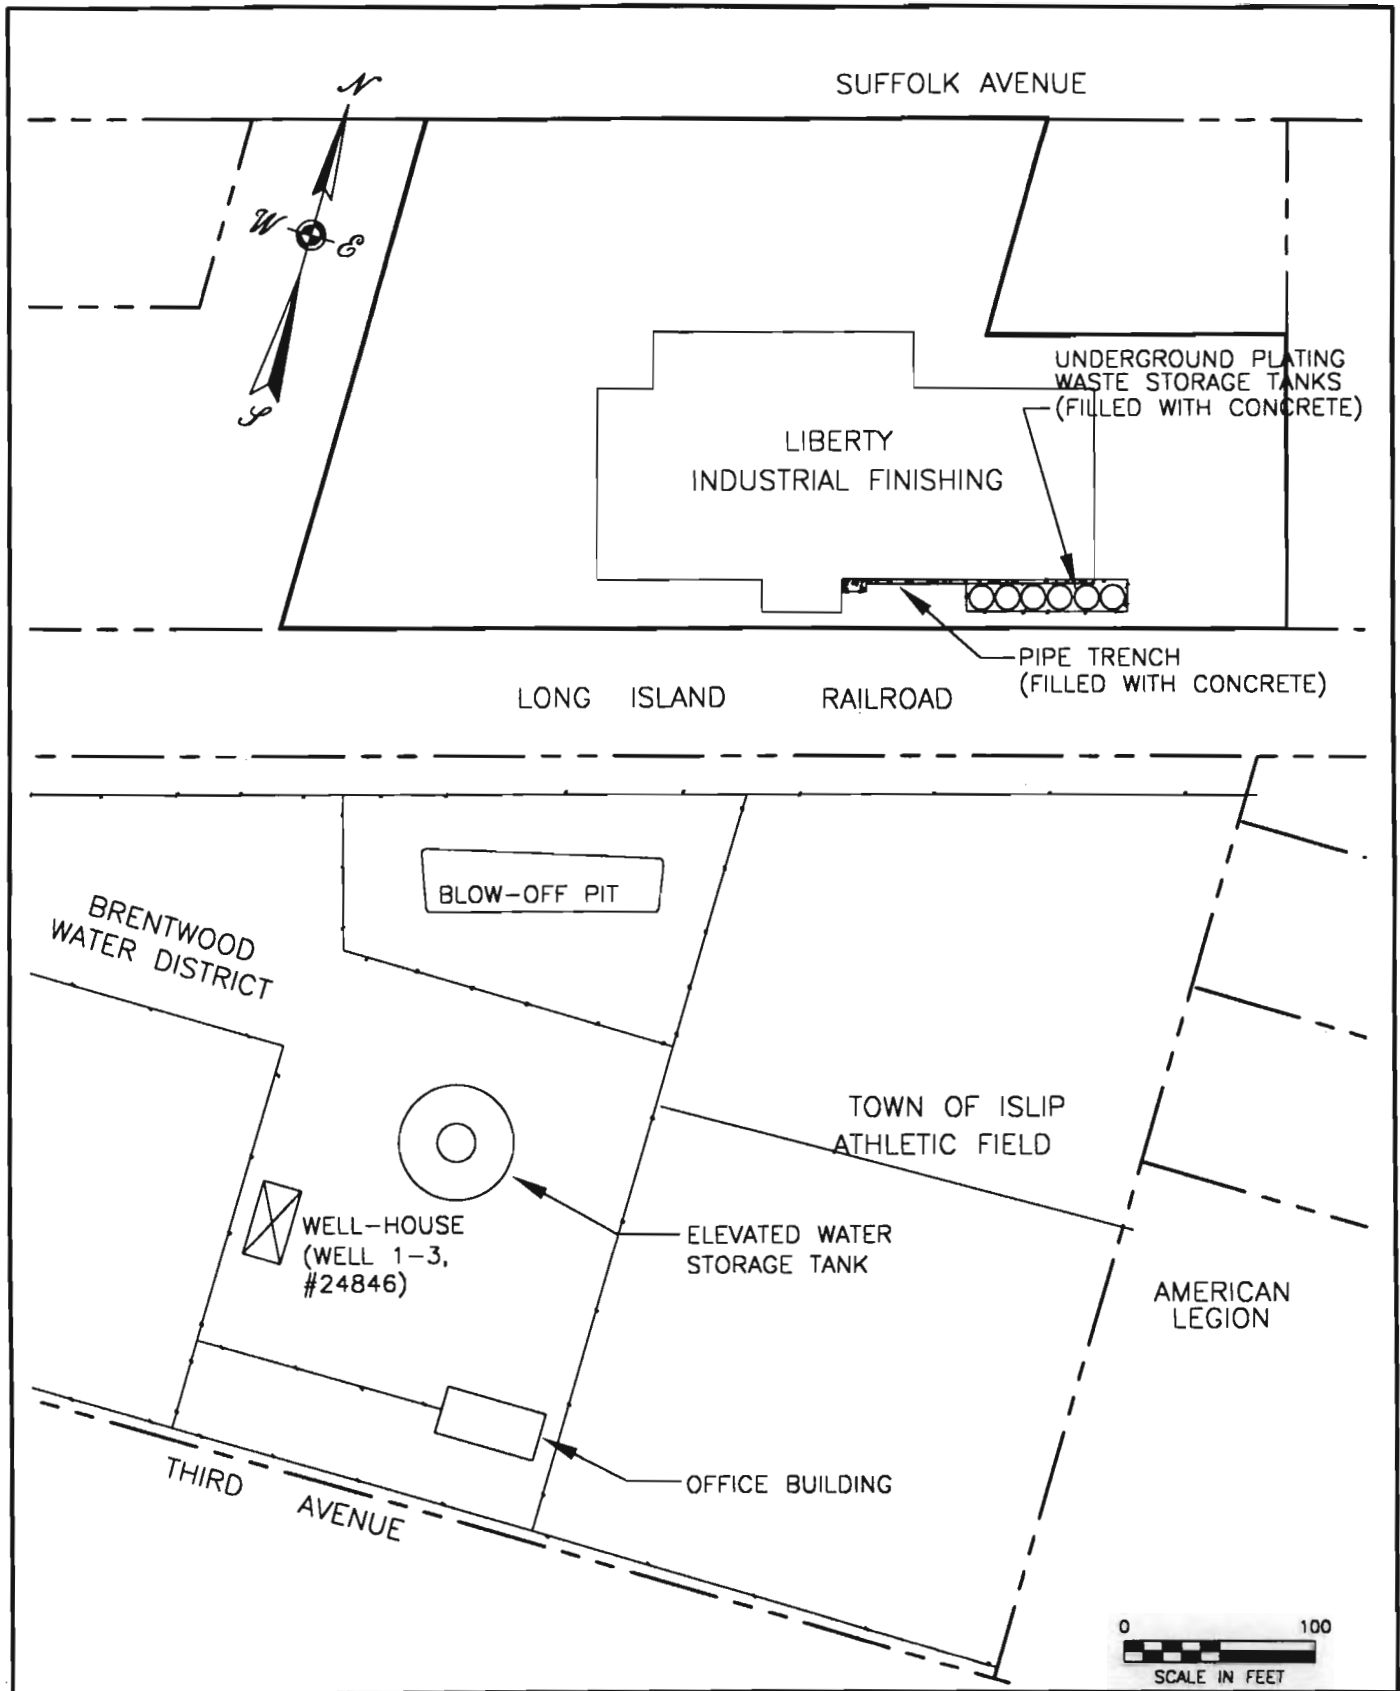 SUFFOLK AVENUE
N
W
E
S
UNDERGROUND PLATING
WASTE STORAGE TANKS
(FILLED WITH CONCRETE)
LIBERTY
INDUSTRIAL FINISHING
PIPE TRENCH
(FILLED WITH CONCRETE)
LONG ISLAND RAILROAD
BLOW-OFF PIT
BRENTWOOD
WATER DISTRICT
TOWN OF ISLIP
ATHLETIC FIELD
WELL-HOUSE
(WELL 1-3,
#24846)
ELEVATED WATER
STORAGE TANK
AMERICAN
LEGION
OFFICE BUILDING
THIRD AVENUE
0 100
SCALE IN FEET